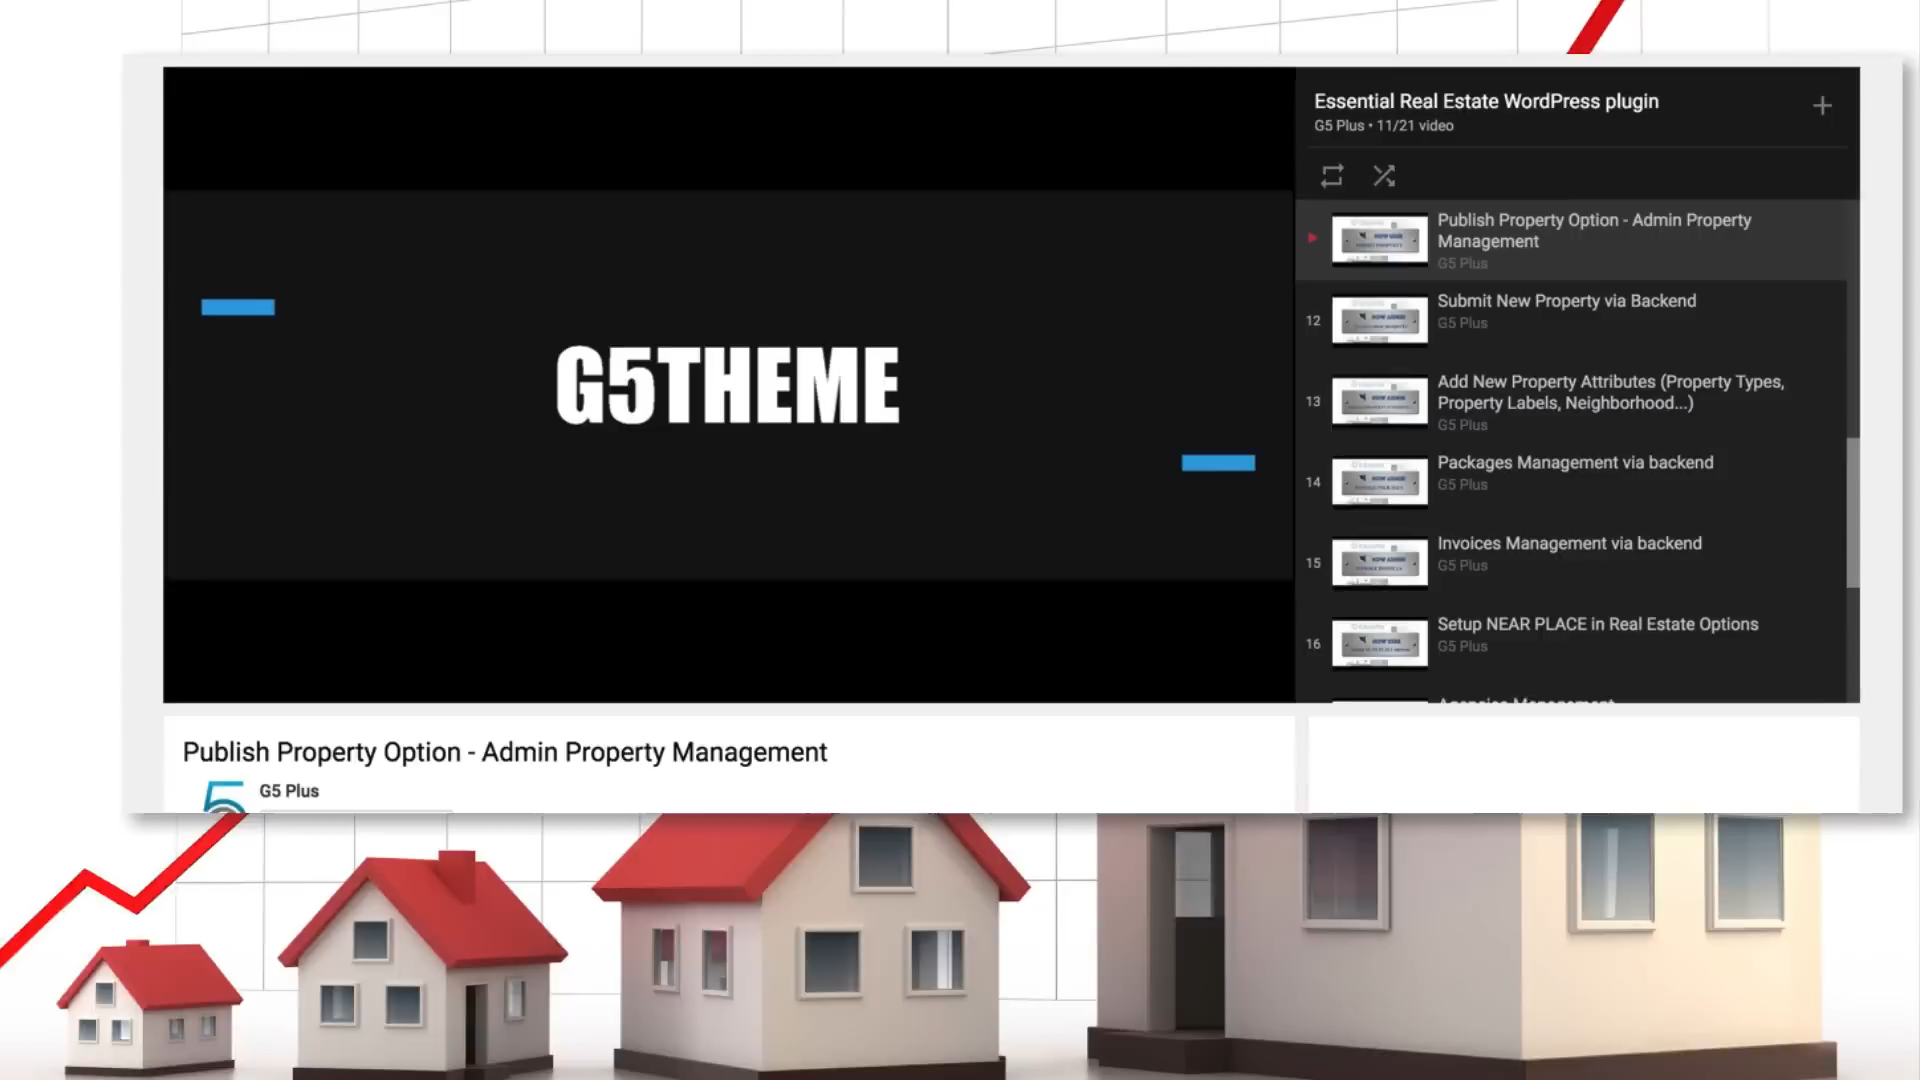 Essential Real Estate WordPress plugin
G5 Plus • 11/21 video
G5THEME
Publish Property Option - Admin Property
Management
G5 Plus
12
Submit New Property via Backend
G5 Plus
13
Add New Property Attributes (Property Types,
Property Labels, Neighborhood...)
G5 Plus
14
Packages Management via backend
G5 Plus
15
Invoices Management via backend
G5 Plus
16
Setup NEAR PLACE in Real Estate Options
G5 Plus
Agencies Management
Publish Property Option - Admin Property Management
G5 Plus